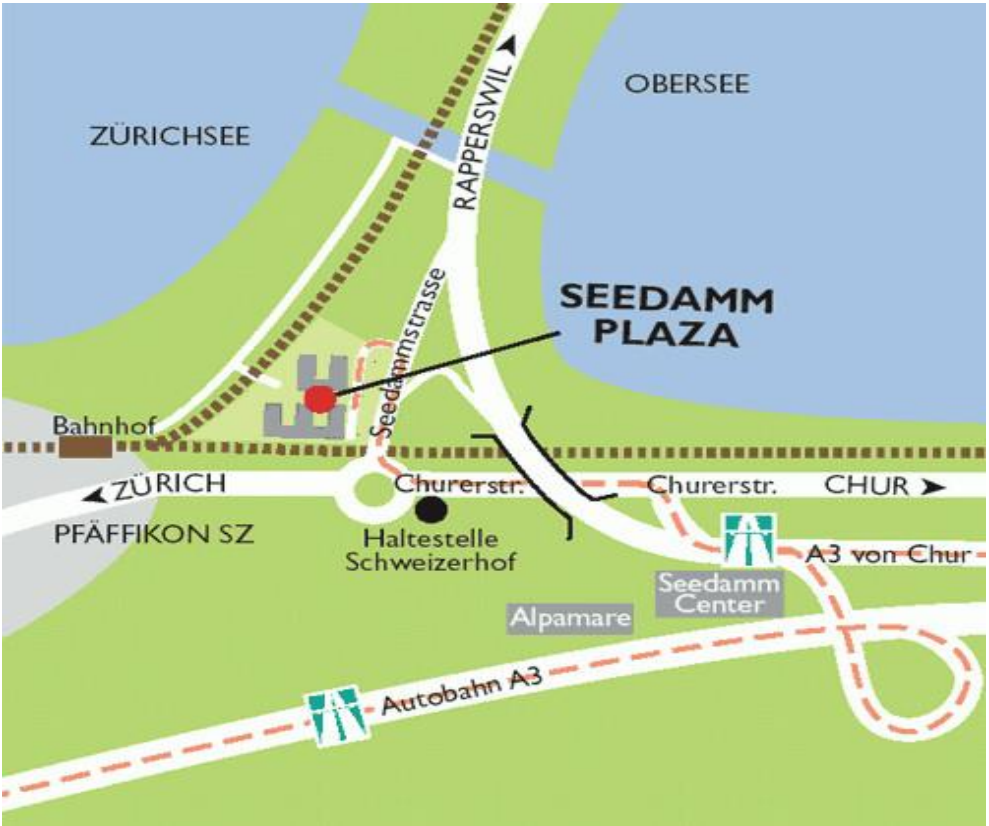 OBERSEE
ZÜRICHSEE
RAPPERSWIL
SEEDAMM
PLAZA
Seedammstrasse
Bahnhof
ZÜRICH
Churerstr.
Churerstr.
CHUR
PFÄFFIKON SZ
Haltestelle
Schweizerhof
A3 von Chur
Seedamm
Center
Alpamare
Autobahn A3